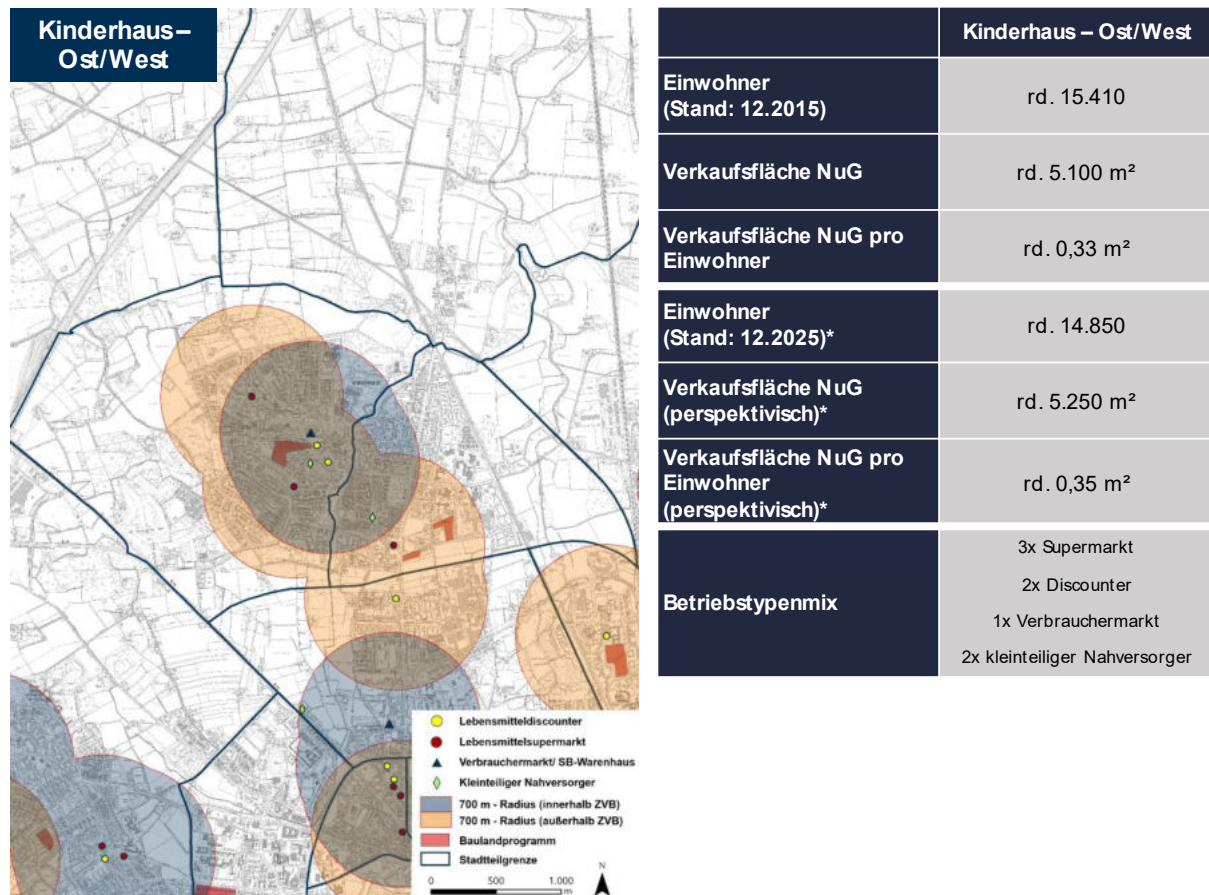 Kinderhaus –
Ost/West
Lebensmitteldiscounter
Lebensmittelsupermarkt
Verbrauchermarkt/ SB-Warenhaus
Kleinteiliger Nahversorger
700 m - Radius (innerhalb ZVB)
700 m - Radius (außerhalb ZVB)
Baulandprogramm
Stadtteilgrenze
0 500 1.000
m
N
Kinderhaus – Ost/West
Einwohner
(Stand: 12.2015)
rd. 15.410
Verkaufsfläche NuG
rd. 5.100 m²
Verkaufsfläche NuG pro
Einwohner
rd. 0,33 m²
Einwohner
(Stand: 12.2025)*
rd. 14.850
Verkaufsfläche NuG
(perspektivisch)*
rd. 5.250 m²
Verkaufsfläche NuG pro
Einwohner
(perspektivisch)*
rd. 0,35 m²
Betriebstypenmix
3x Supermarkt
2x Discounter
1x Verbrauchermarkt
2x kleinteiliger Nahversorger